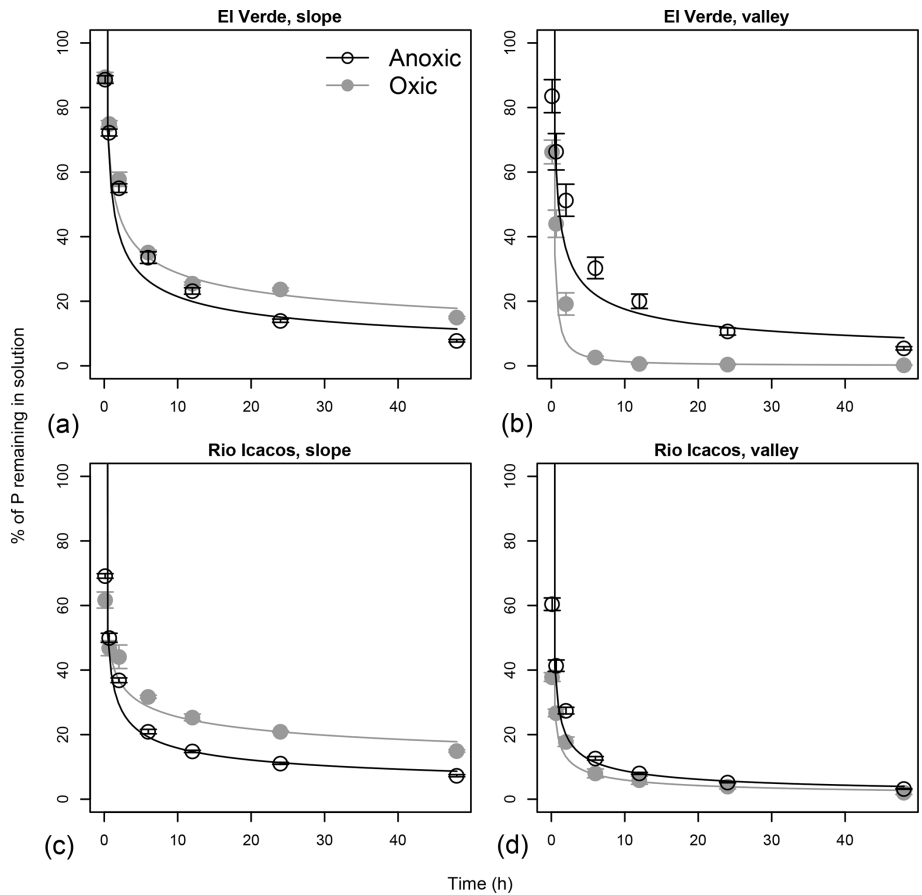 El Verde, slope
El Verde, valley
100
80
60
40
20
0
Anoxic
Oxic
100
80
60
40
20
0
0 10 20 30 40
0 10 20 30 40
(a)
(b)
Rio Icacos, slope
Rio Icacos, valley
% of P remaining in solution
100
80
60
40
20
0
100
80
60
40
20
0
0 10 20 30 40
0 10 20 30 40
(c)
(d)
Time (h)